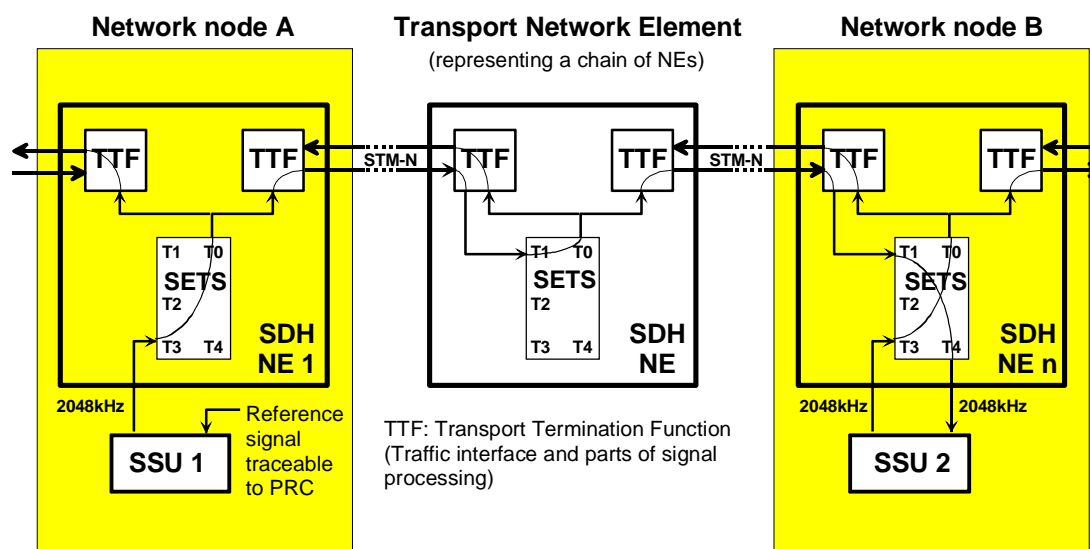 Network node A
Transport Network Element
(representing a chain of NEs)
Network node B
TTF
TTF
STM-N
TTF
TTF
STM-N
TTF
TTF
T1 T0
SETS
T2
T3 T4
SDH
NE 1
T1 T0
SETS
T2
T3 T4
SDH
NE
T1 T0
SETS
T2
T3 T4
SDH
NE n
2048kHz
Reference
signal
traceable
to PRC
SSU 1
TTF: Transport Termination Function
(Traffic interface and parts of signal
processing)
2048kHz
2048kHz
SSU 2